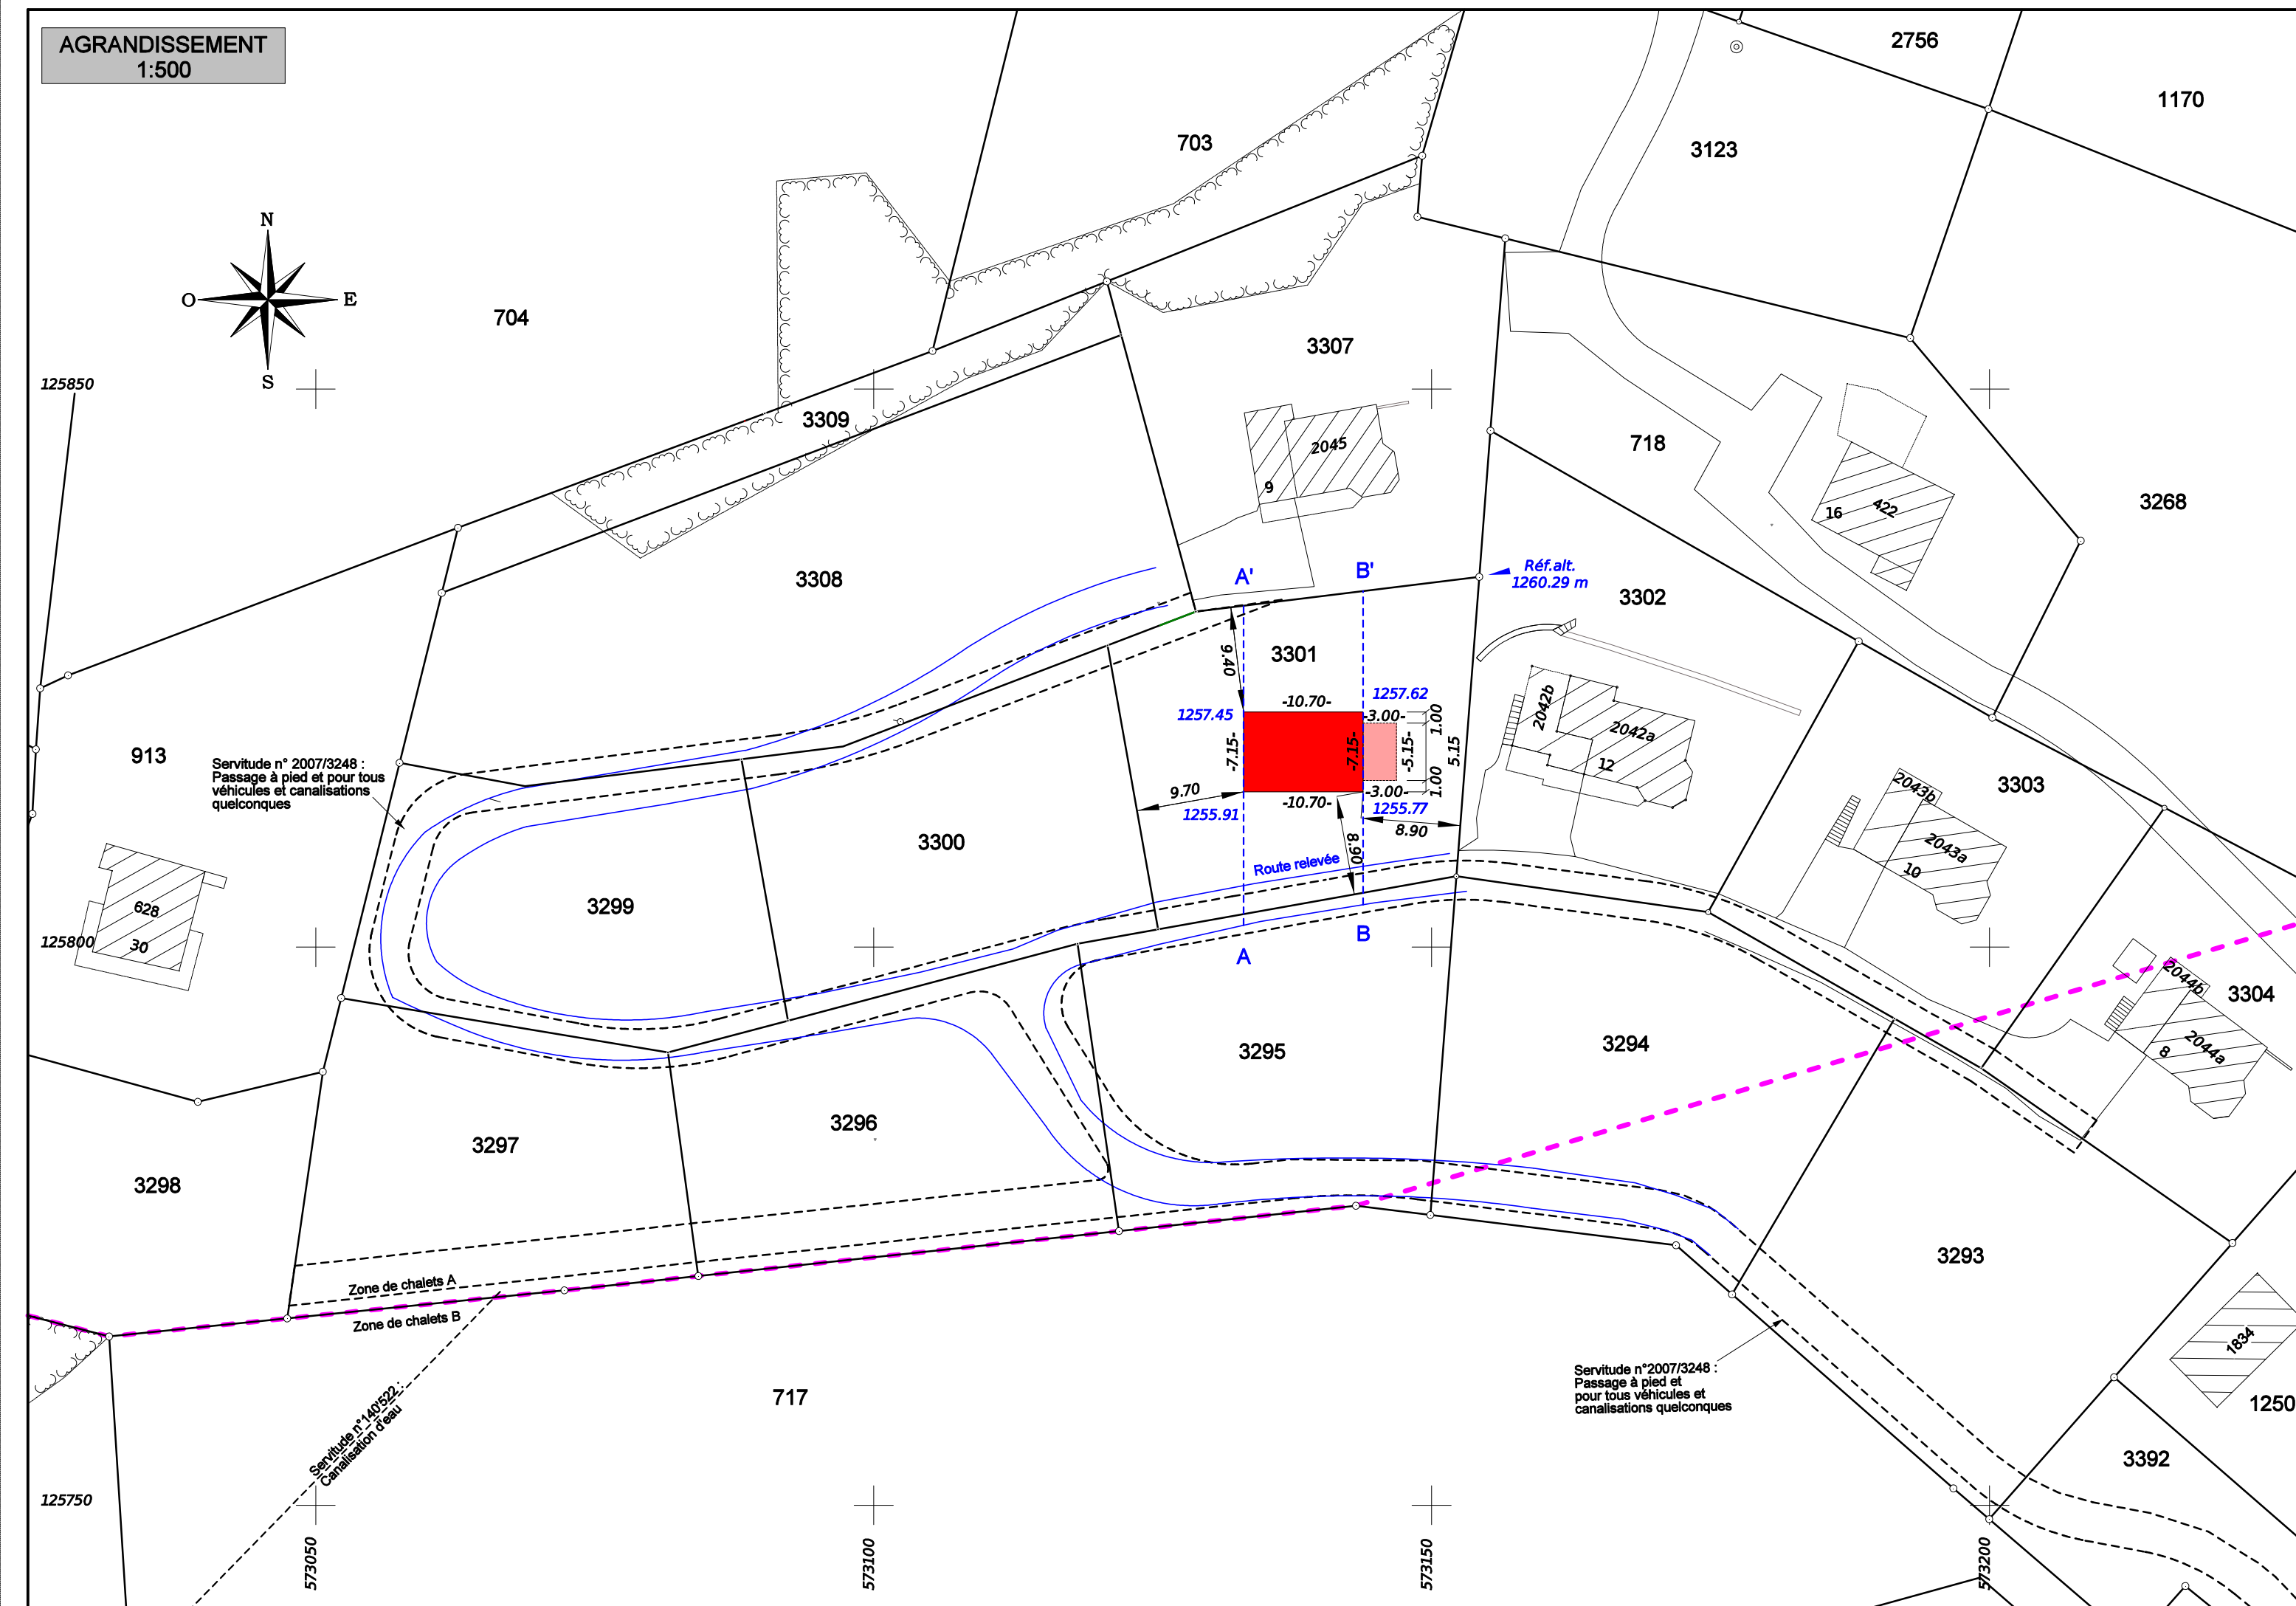 AGRANDISSEMENT
1:500
2756
1170
703
3123
N
O
E
S
704
3307
125850
3309
2045
9
718
16
422
3268
3308
A'
B'
Réf.alt.
1260.29 m
3302
9.40
3301
1257.62
1257.45
-10.70-
-3.00-
1.00
-7.15-
-7.15-
-5.15-
5.15
2042b
2042a
12
913
Servitude n° 2007/3248 :
Passage à pied et pour tous
véhicules et canalisations
quelconques
9.70
-10.70-
-3.00-
1.00
1255.91
1255.77
8.90
8.90
3303
2043b
2043a
10
3300
Route relevée
3299
628
30
125800
A
B
2044b
3304
2044a
8
3295
3294
3296
3297
3298
3293
Zone de chalets A
Zone de chalets B
1834
717
Servitude n°2007/3248 :
Passage à pied et
pour tous véhicules et
canalisations quelconques
1250
Servitude n°140'522 :
Canalisation d'eau
3392
125750
573050
573100
573150
573200